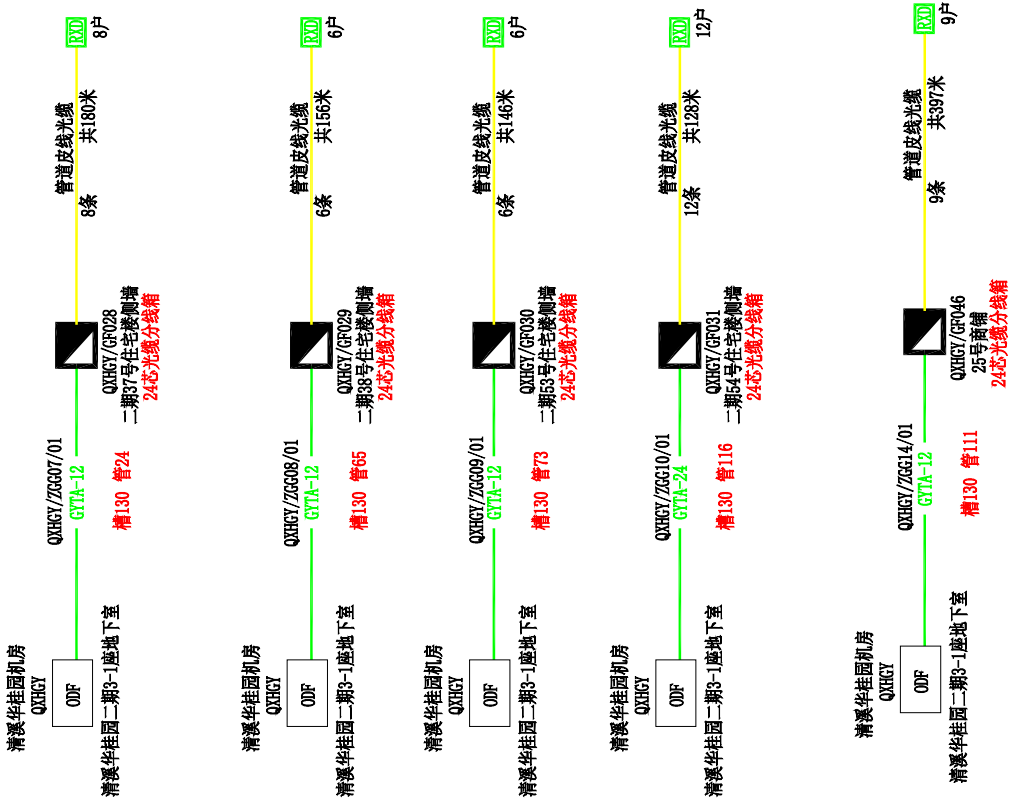 清溪华桂园机房
QXHGY
ODF
清溪华桂园二期3-1座地下室
QXHGY/ZGG07/01
GYTA-12
槽130 管24
QXHGY/GF028
二期37号住宅楼侧墙
24芯光缆分线箱
管道皮线光缆
8条
共180米
RXD
8户
清溪华桂园机房
QXHGY
ODF
清溪华桂园二期3-1座地下室
QXHGY/ZGG08/01
GYTA-12
槽130 管65
QXHGY/GF029
二期38号住宅楼侧墙
24芯光缆分线箱
管道皮线光缆
6条
共156米
RXD
6户
清溪华桂园机房
QXHGY
ODF
清溪华桂园二期3-1座地下室
QXHGY/ZGG09/01
GYTA-12
槽130 管73
QXHGY/GF030
二期53号住宅楼侧墙
24芯光缆分线箱
管道皮线光缆
6条
共146米
RXD
6户
清溪华桂园机房
QXHGY
ODF
清溪华桂园二期3-1座地下室
QXHGY/ZGG10/01
GYTA-24
槽130 管116
QXHGY/GF031
二期54号住宅楼侧墙
24芯光缆分线箱
管道皮线光缆
12条
共128米
RXD
12户
清溪华桂园机房
QXHGY
ODF
清溪华桂园二期3-1座地下室
QXHGY/ZGG14/01
GYTA-12
槽130 管111
QXHGY/GF046
25号商铺
24芯光缆分线箱
管道皮线光缆
9条
共397米
RXD
9户